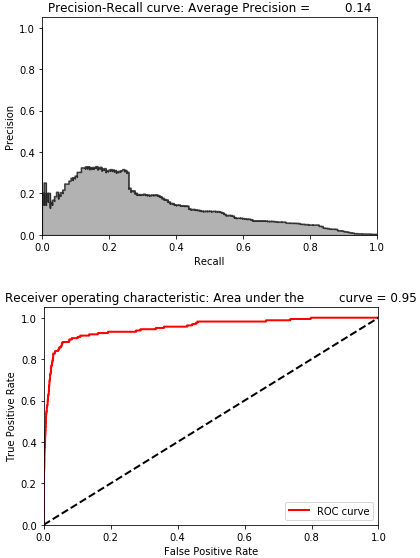 Precision-Recall curve: Average Precision = 0.14
1.0
0.8
0.6
0.4
0.2
0.0
Precision
0.0 0.2 0.4 0.6 0.8 1.0
Recall
Receiver operating characteristic: Area under the curve = 0.95
1.0
0.8
0.6
0.4
0.2
0.0
True Positive Rate
ROC curve
0.0 0.2 0.4 0.6 0.8 1.0
False Positive Rate